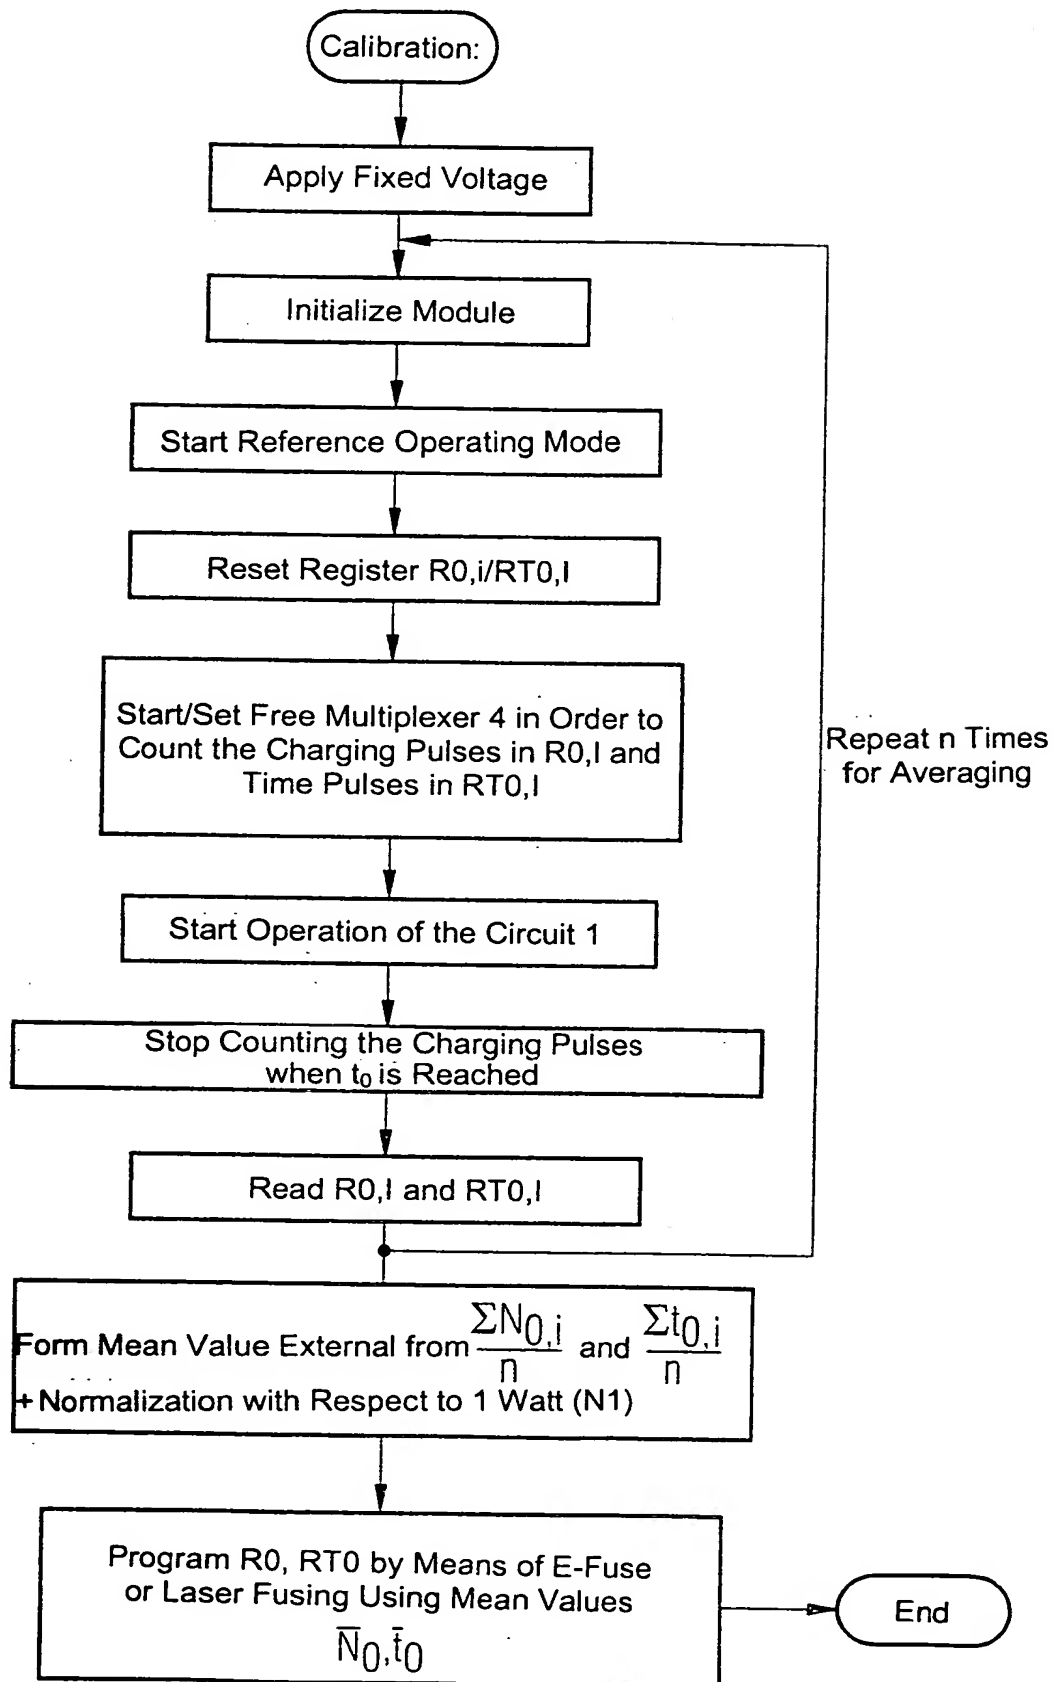 Calibration:
Apply Fixed Voltage
Initialize Module
Start Reference Operating Mode
Reset Register R0,i/RT0,I
Start/Set Free Multiplexer 4 in Order to
Count the Charging Pulses in R0,I and
Time Pulses in RT0,I
Repeat n Times
for Averaging
Start Operation of the Circuit 1
Stop Counting the Charging Pulses
when t₀ is Reached
Read R0,I and RT0,I
Form Mean Value External from ΣN₀,i/n and Σt₀,i/n
+ Normalization with Respect to 1 Watt (N1)
Program R0, RT0 by Means of E-Fuse
or Laser Fusing Using Mean Values
N̅₀, t̅₀
End